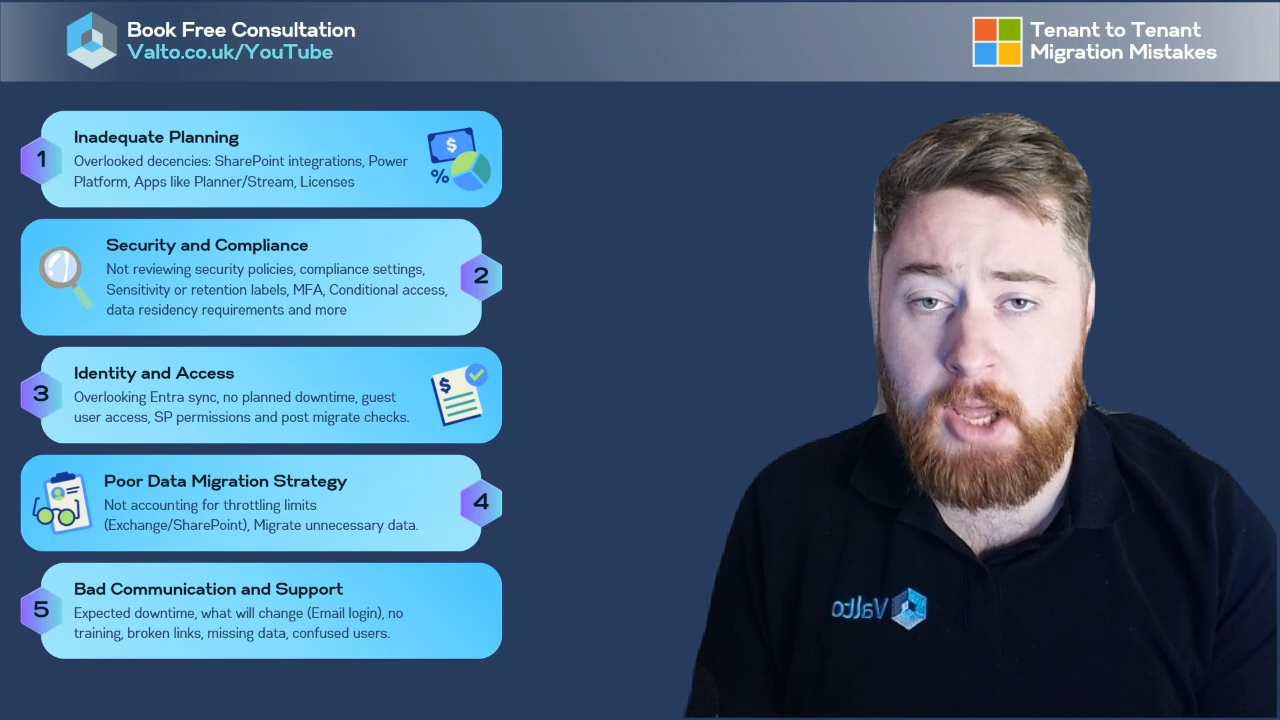 Book Free Consultation
Valto.co.uk/YouTube
Tenant to Tenant
Migration Mistakes
1
Inadequate Planning
Overlooked decencies: SharePoint integrations, Power
Platform, Apps like Planner/Stream, Licenses
$
%
Security and Compliance
Not reviewing security policies, compliance settings,
Sensitivity or retention labels, MFA, Conditional access,
data residency requirements and more
2
3
Identity and Access
Overlooking Entra sync, no planned downtime, guest
user access, SP permissions and post migrate checks.
$
Poor Data Migration Strategy
Not accounting for throttling limits
(Exchange/SharePoint), Migrate unnecessary data.
4
5
Bad Communication and Support
Expected downtime, what will change (Email login), no
training, broken links, missing data, confused users.
Valto